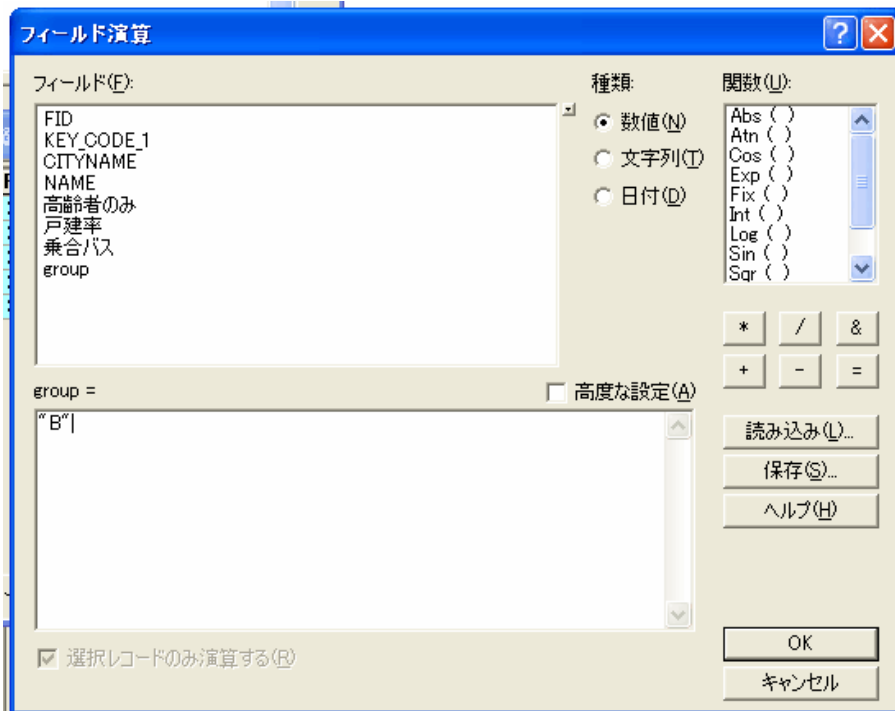 フィールド演算
フィールド(F):
FID
KEY_CODE_1
CITYNAME
NAME
高齢者のみ
戸建率
乗合バス
group
種類:
数値(N)
文字列(T)
日付(D)
関数(U):
Abs ( )
Atn ( )
Cos ( )
Exp ( )
Fix ( )
Int ( )
Log ( )
Sin ( )
Sqr ( )
* / &
+ - =
group =
高度な設定(A)
"B"
読み込み(L)...
保存(S)...
ヘルプ(H)
選択レコードのみ演算する(R)
OK
キャンセル